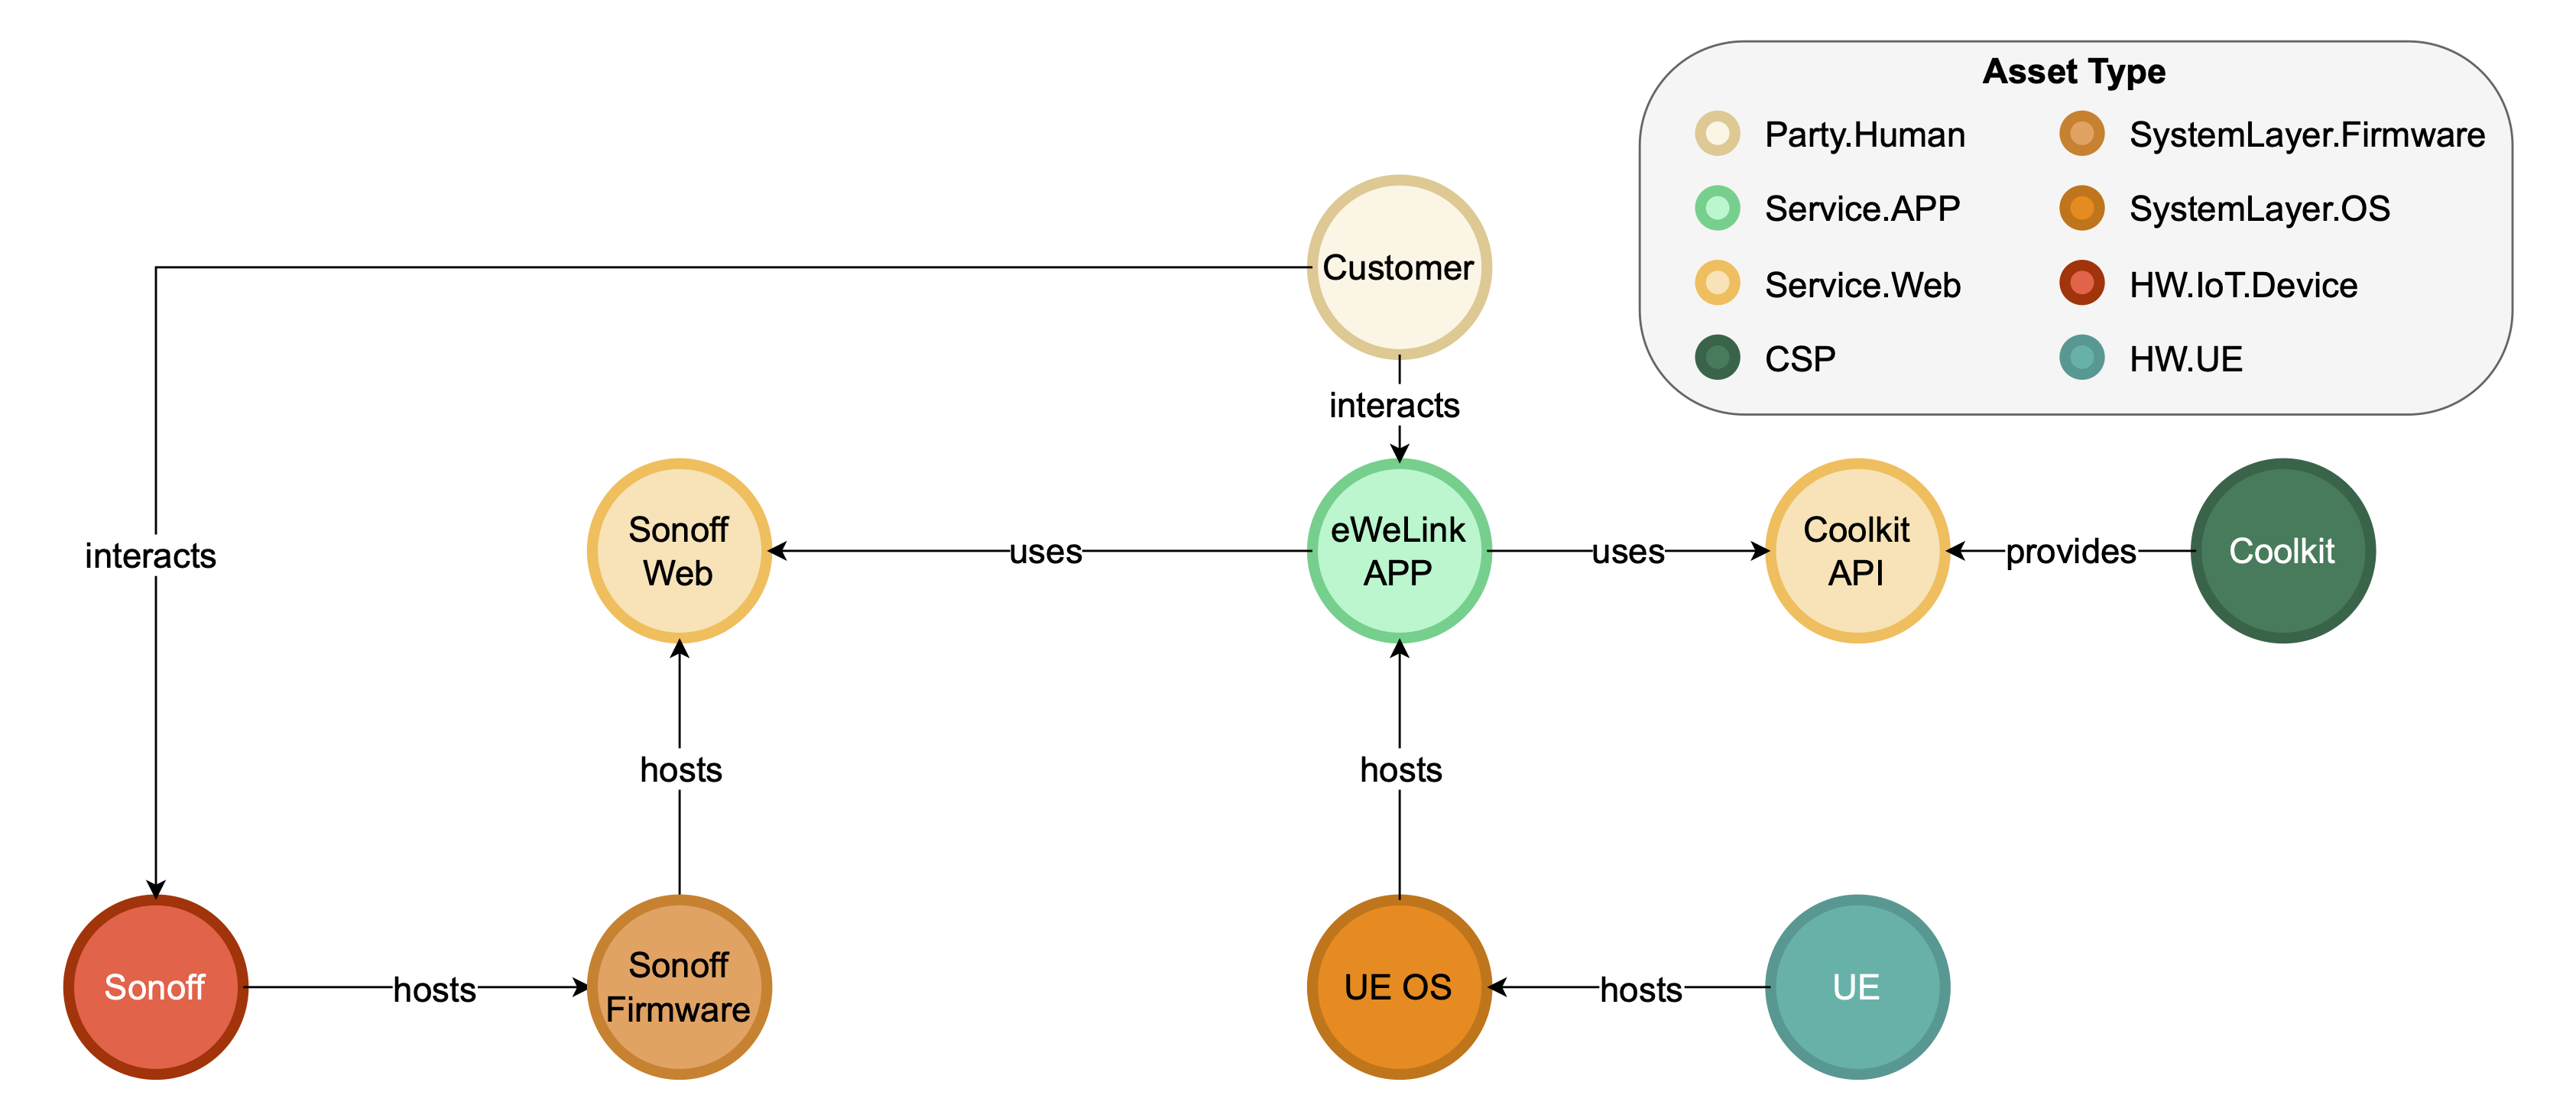 Asset Type
Party.Human
SystemLayer.Firmware
Service.APP
SystemLayer.OS
Service.Web
HW.IoT.Device
CSP
HW.UE
Customer
interacts
interacts
Sonoff
Web
uses
eWeLink
APP
uses
Coolkit
API
provides
Coolkit
hosts
hosts
Sonoff
hosts
Sonoff
Firmware
UE OS
hosts
UE